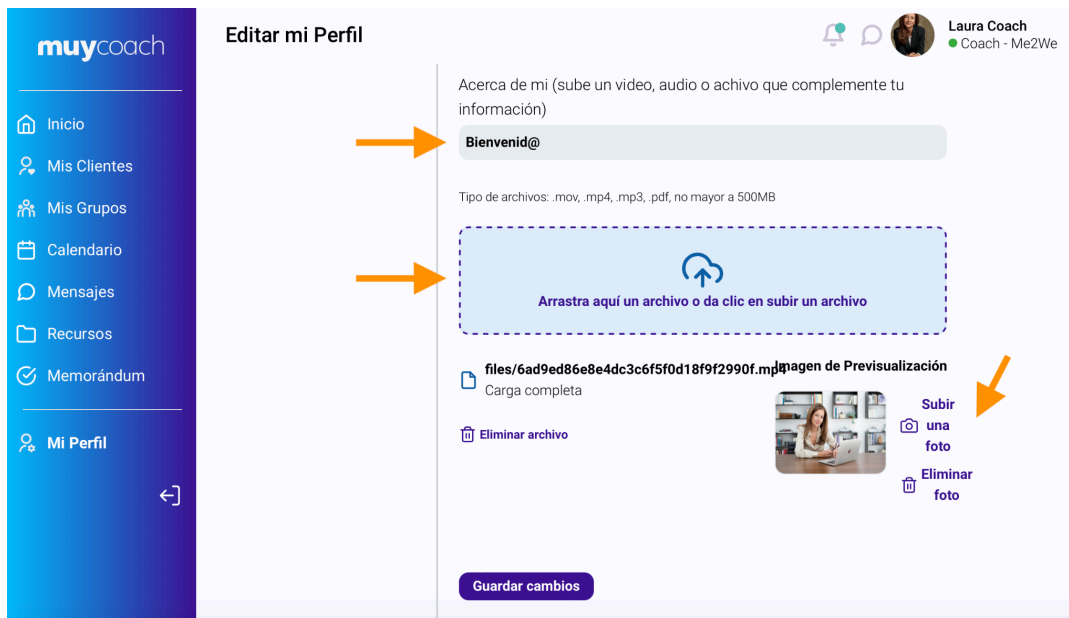 muycoach
Inicio
Mis Clientes
Mis Grupos
Calendario
Mensajes
Recursos
Memorándum
Mi Perfil
Editar mi Perfil
Laura Coach
Coach - Me2We
Acerca de mi (sube un video, audio o achivo que complemente tu
información)
Bienvenid@
Tipo de archivos: .mov, .mp4, .mp3, .pdf, no mayor a 500MB
Arrastra aquí un archivo o da clic en subir un archivo
files/6ad9ed86e8e4dc3c6f5f0d18f9f2990f.mp4
Carga completa
Eliminar archivo
Imagen de Previsualización
Subir
una
foto
Eliminar
foto
Guardar cambios